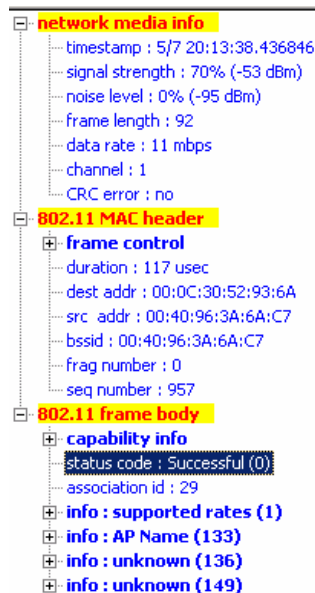 network media info
timestamp : 5/7 20:13:38.436846
signal strength : 70% (-53 dBm)
noise level : 0% (-95 dBm)
frame length : 92
data rate : 11 mbps
channel : 1
CRC error : no
802.11 MAC header
frame control
duration : 117 usec
dest addr : 00:0C:30:52:93:6A
src addr : 00:40:96:3A:6A:C7
bssid : 00:40:96:3A:6A:C7
frag number : 0
seq number : 957
802.11 frame body
capability info
status code : Successful (0)
association id : 29
info : supported rates (1)
info : AP Name (133)
info : unknown (136)
info : unknown (149)